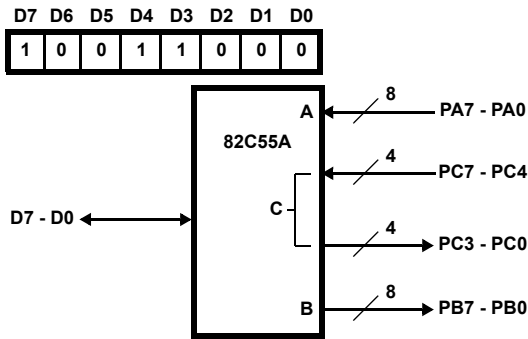 D7 D6 D5 D4 D3 D2 D1 D0
1 0 0 1 1 0 0 0
A
8
PA7 - PA0
82C55A
4
PC7 - PC4
C
D7 - D0
4
PC3 - PC0
B
8
PB7 - PB0